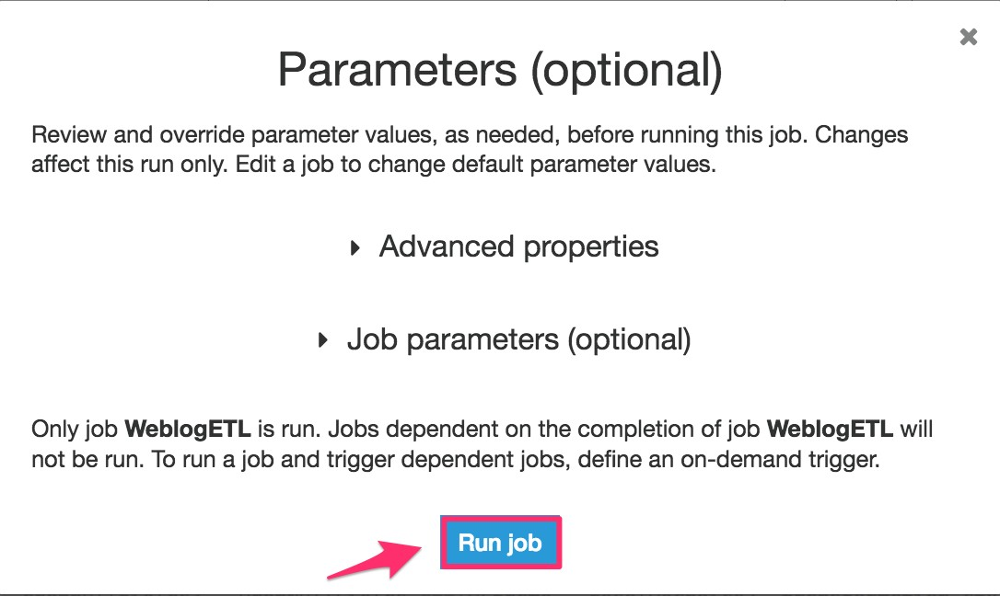 Parameters (optional)
Review and override parameter values, as needed, before running this job. Changes
affect this run only. Edit a job to change default parameter values.
Advanced properties
Job parameters (optional)
Only job WeblogETL is run. Jobs dependent on the completion of job WeblogETL will
not be run. To run a job and trigger dependent jobs, define an on-demand trigger.
Run job